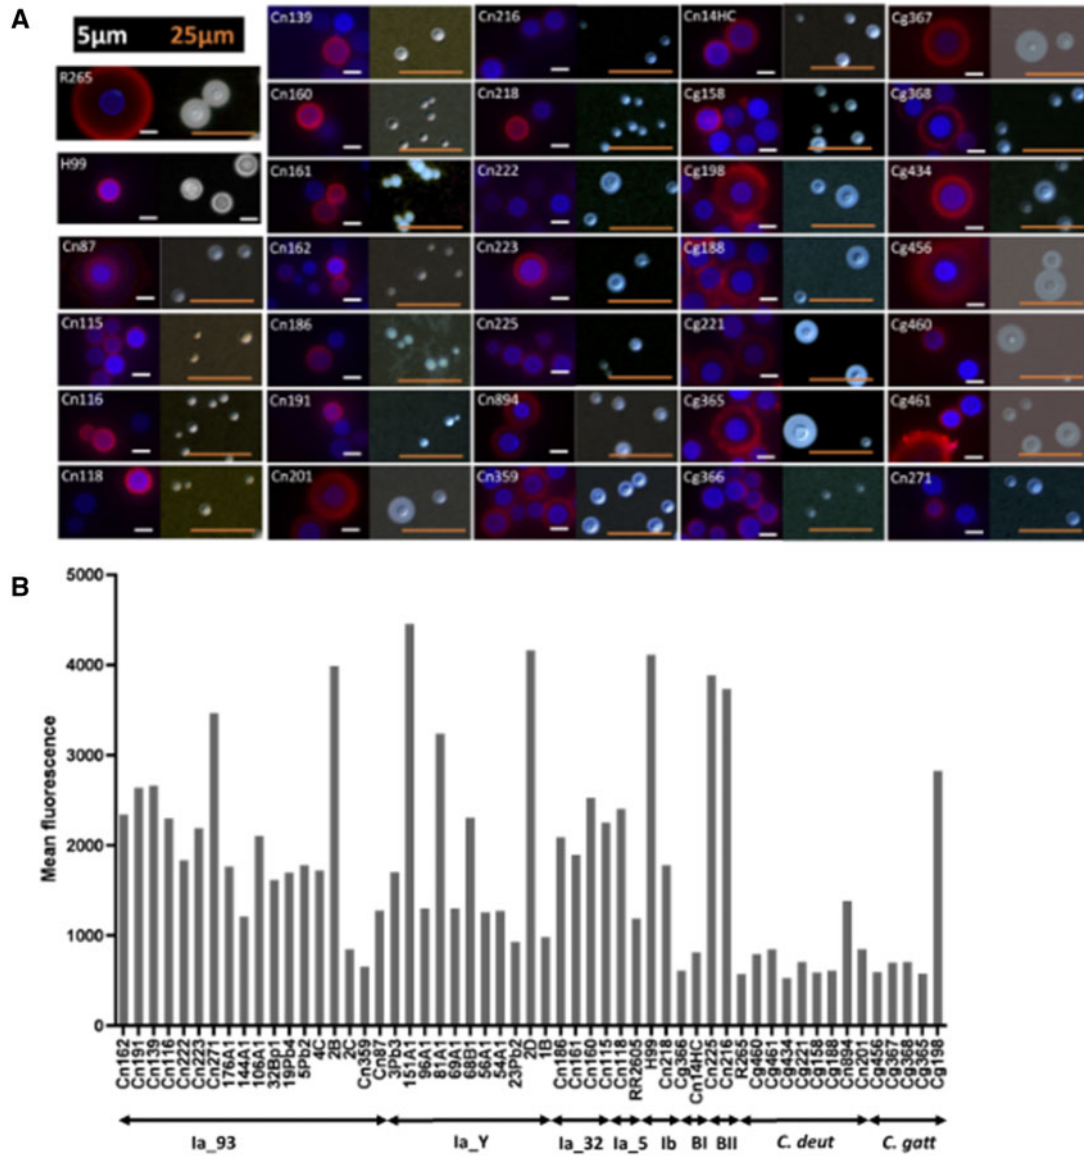 A
5µm 25µm
Cn139 Cn216 Cn14HC Cg367
R265 Cn160 Cn218 Cg158 Cg368
H99 Cn161 Cn222 Cg198 Cg434
Cn87 Cn162 Cn223 Cg188 Cg456
Cn115 Cn186 Cn225 Cg221 Cg460
Cn116 Cn191 Cn894 Cg365 Cg461
Cn118 Cn201 Cn359 Cg366 Cn271
B
Mean fluorescence
5000
4000
3000
2000
1000
0
Cn162 Cn191 Cn139 Cn116 Cn222 Cn223 Cn271 176A1 144A1 106A1 32Bp1 19Pb4 5Pb2 4C 2B 2C Cn359 Cn87 3Pb3 151A1 96A1 81A1 69A1 68B1 56A1 54A1 23Pb2 2D 1B Cn186 Cn161 Cn160 Cn115 Cn118 RR2605 H99 Cn218 Cg366 Cn14HC Cn225 Cn216 R265 Cg460 Cg461 Cg434 Cg221 Cg158 Cg188 Cn894 Cn201 Cg456 Cg367 Cg368 Cg365 Cg198
Ia_93 Ia_Y Ia_32 Ia_5 Ib BI BII C. deut C. gatt